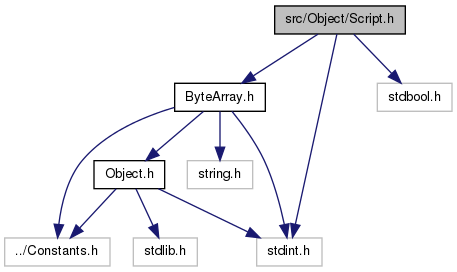 src/Object/Script.h
ByteArray.h
stdbool.h
Object.h
string.h
../Constants.h
stdlib.h
stdint.h